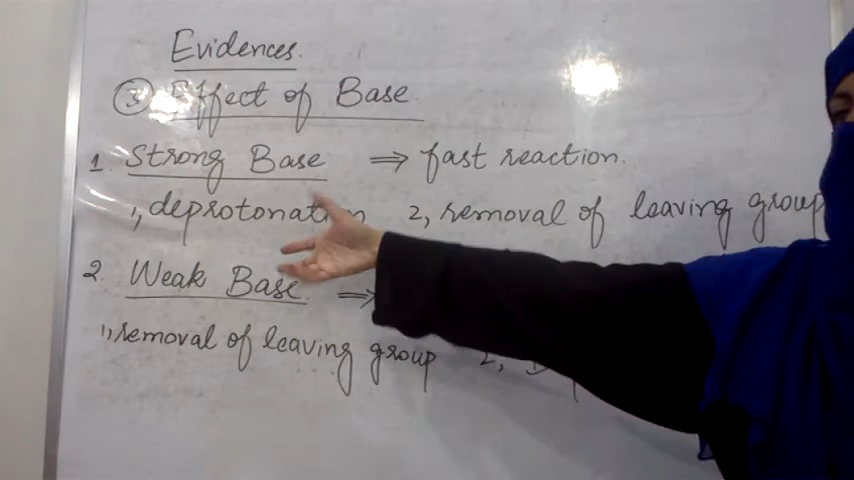 Evidences.
③ Effect of Base.
1. Strong Base ⇒ fast reaction.
1, deprotonation 2, removal of leaving group
2. Weak Base. ⇒
1, removal of leaving group 2,